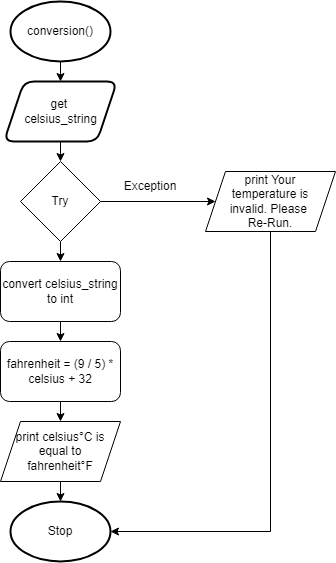 conversion()
get
celsius_string
Try
Exception
print Your
temperature is
invalid. Please
Re-Run.
convert celsius_string
to int
fahrenheit = (9 / 5) *
celsius + 32
print celsius°C is
equal to
fahrenheit°F
Stop